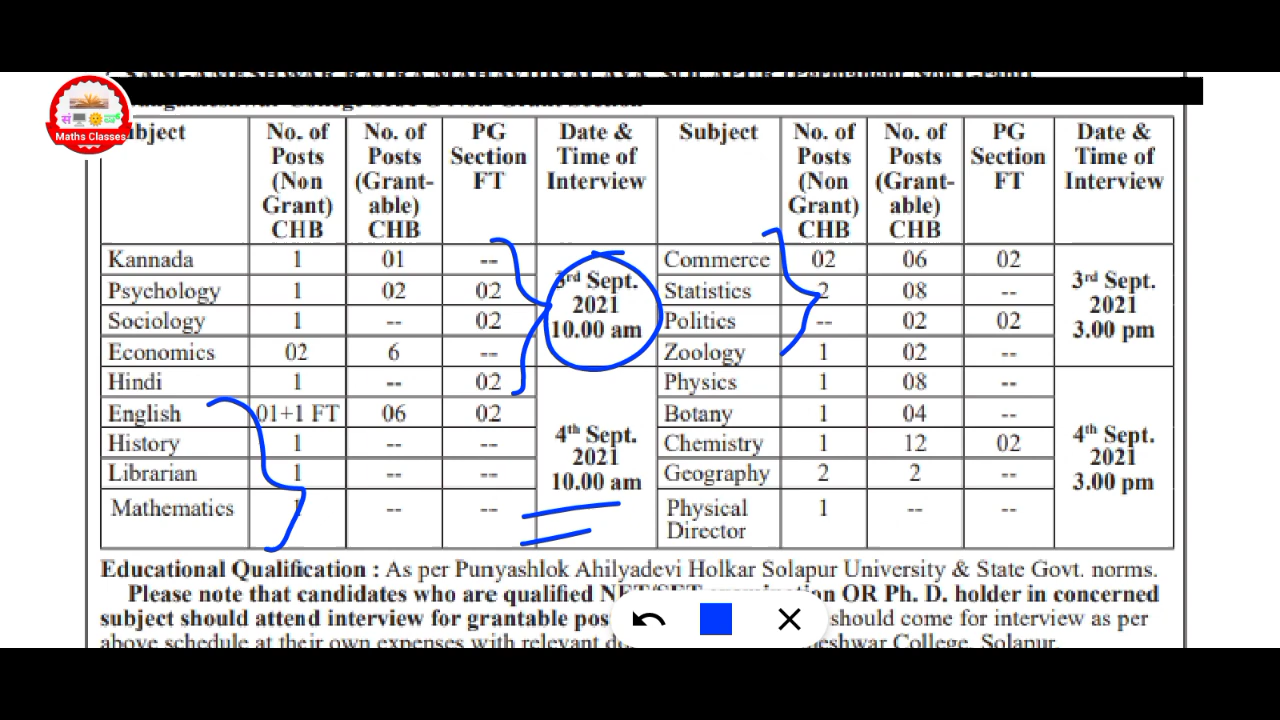 SANGAMESHWAR RATRA MAHAVIDYALAYA, SOLAPUR (Permanent Non Grant)
Maths Classes
Subject No. of Posts (Non Grant) CHB No. of Posts (Grant-able) CHB PG Section FT Date & Time of Interview Subject No. of Posts (Non Grant) CHB No. of Posts (Grant-able) CHB PG Section FT Date & Time of Interview
Kannada 1 01 -- 3rd Sept. 2021 10.00 am Commerce 02 06 02 3rd Sept. 2021 3.00 pm
Psychology 1 02 02 Statistics 2 08 --
Sociology 1 -- 02 Politics -- 02 02
Economics 02 6 -- Zoology 1 02 --
Hindi 1 -- 02 4th Sept. 2021 10.00 am Physics 1 08 -- 4th Sept. 2021 3.00 pm
English 01+1 FT 06 02 Botany 1 04 --
History 1 -- -- Chemistry 1 12 02
Librarian 1 -- -- Geography 2 2 --
Mathematics 1 -- -- Physical Director 1 -- --
Educational Qualification : As per Punyashlok Ahilyadevi Holkar Solapur University & State Govt. norms.
Please note that candidates who are qualified NET/SET examination OR Ph. D. holder in concerned
subject should attend interview for grantable pos should come for interview as per
above schedule at their own expenses with relevant College, Solapur.